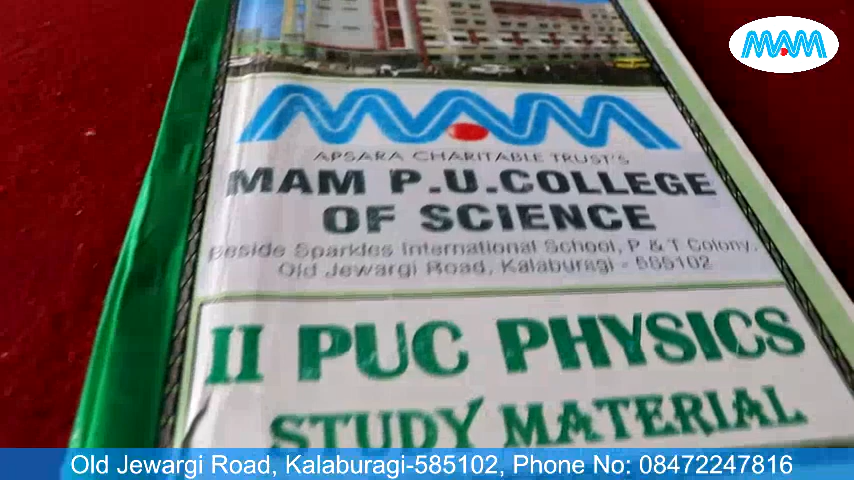 MAM
MAM
APSARA CHARITABLE TRUST'S
MAM P.U.COLLEGE
OF SCIENCE
Beside Sparkles International School, P & T Colony,
Old Jewargi Road, Kalaburagi - 585102
II PUC PHYSICS
STUDY MATERIAL
Old Jewargi Road, Kalaburagi-585102, Phone No: 08472247816